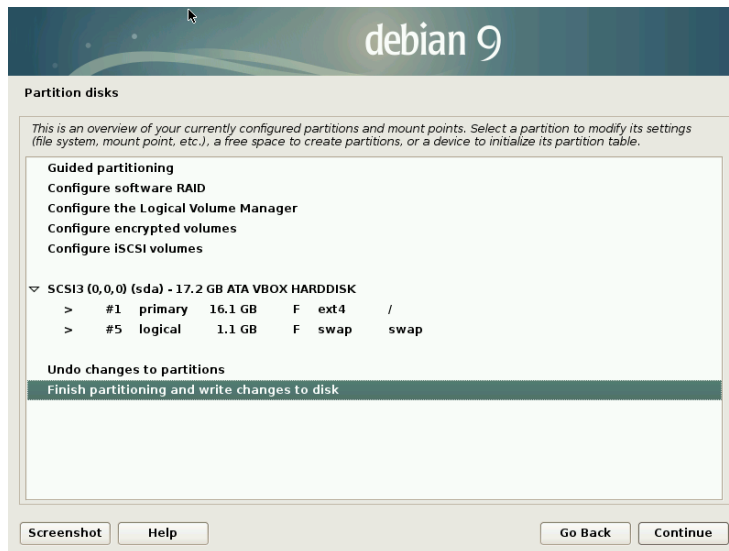 debian 9
Partition disks
This is an overview of your currently configured partitions and mount points. Select a partition to modify its settings
(file system, mount point, etc.), a free space to create partitions, or a device to initialize its partition table.
Guided partitioning
Configure software RAID
Configure the Logical Volume Manager
Configure encrypted volumes
Configure iSCSI volumes
SCSI3 (0,0,0) (sda) - 17.2 GB ATA VBOX HARDDISK
> #1 primary 16.1 GB F ext4 /
> #5 logical 1.1 GB F swap swap
Undo changes to partitions
Finish partitioning and write changes to disk
Screenshot Help Go Back Continue